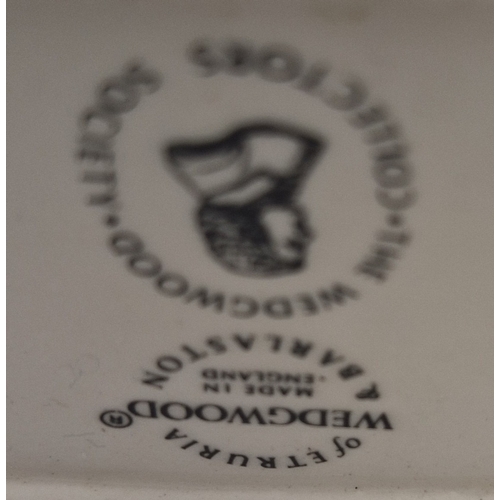 THE WEDGWOOD • COLLECTORS SOCIETY •
WEDGWOOD®
of ETRURIA
& BARLASTON
MADE IN
ENGLAND